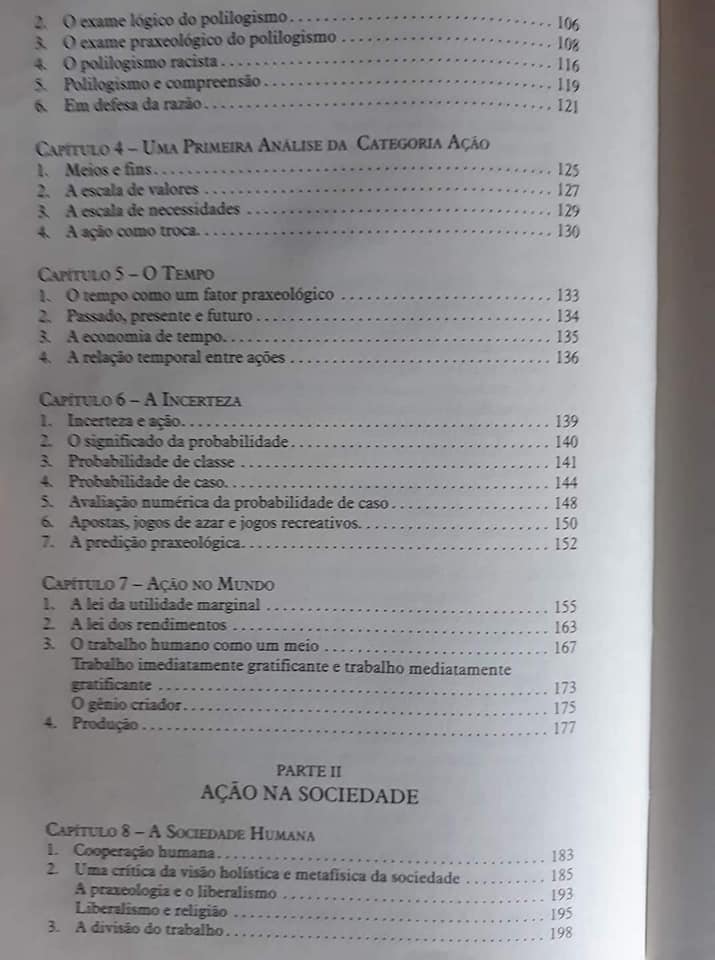 2. O exame lógico do polilogismo 106
3. O exame praxeológico do polilogismo 108
4. O polilogismo racista 116
5. Polilogismo e compreensão 119
6. Em defesa da razão 121
CAPÍTULO 4 – UMA PRIMEIRA ANÁLISE DA CATEGORIA AÇÃO
1. Meios e fins 125
2. A escala de valores 127
3. A escala de necessidades 129
4. A ação como troca 130
CAPÍTULO 5 – O TEMPO
1. O tempo como um fator praxeológico 133
2. Passado, presente e futuro 134
3. A economia de tempo 135
4. A relação temporal entre ações 136
CAPÍTULO 6 – A INCERTEZA
1. Incerteza e ação 139
2. O significado da probabilidade 140
3. Probabilidade de classe 141
4. Probabilidade de caso 144
5. Avaliação numérica da probabilidade de caso 148
6. Apostas, jogos de azar e jogos recreativos 150
7. A predição praxeológica 152
CAPÍTULO 7 – AÇÃO NO MUNDO
1. A lei da utilidade marginal 155
2. A lei dos rendimentos 163
3. O trabalho humano como um meio 167
Trabalho imediatamente gratificante e trabalho mediatamente
gratificante 173
O gênio criador 175
4. Produção 177
PARTE II
AÇÃO NA SOCIEDADE
CAPÍTULO 8 – A SOCIEDADE HUMANA
1. Cooperação humana 183
2. Uma crítica da visão holística e metafísica da sociedade 185
A praxeologia e o liberalismo 193
Liberalismo e religião 195
3. A divisão do trabalho 198